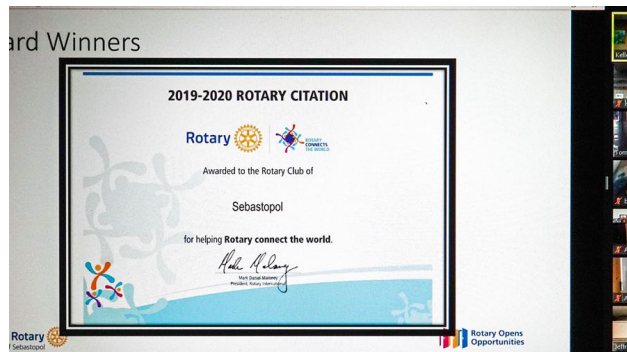 ard Winners
2019-2020 ROTARY CITATION
Rotary
ROTARY
CONNECTS
THE WORLD
Awarded to the Rotary Club of
Sebastopol
for helping Rotary connect the world.
Mark Daniel Maloney
President, Rotary International
Rotary
Sebastopol
Rotary Opens
Opportunities